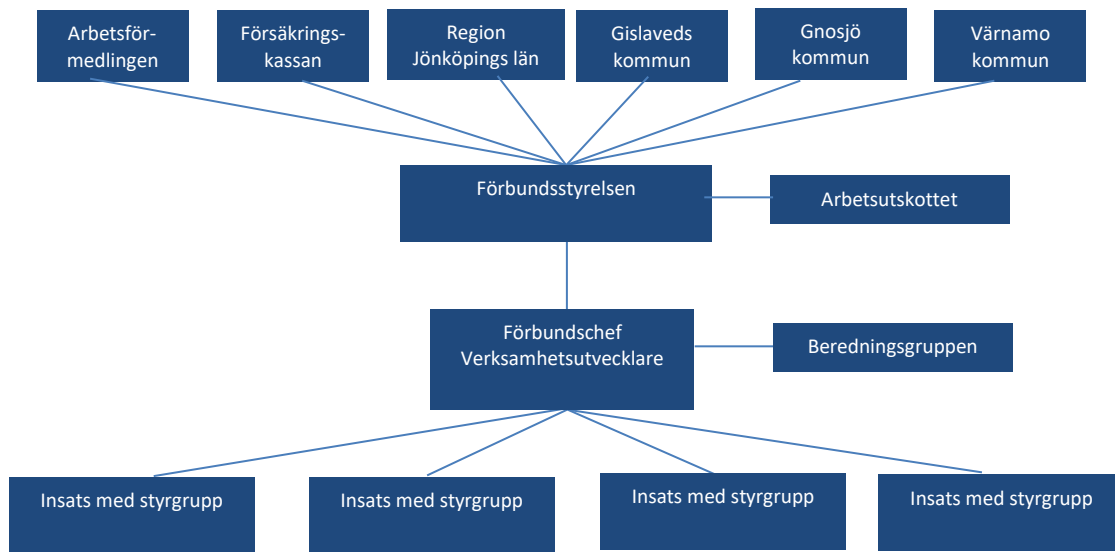 Arbetsför-
medlingen
Försäkrings-
kassan
Region
Jönköpings län
Gislaveds
kommun
Gnosjö
kommun
Värnamo
kommun
Förbundsstyrelsen
Arbetsutskottet
Förbundschef
Verksamhetsutvecklare
Beredningsgruppen
Insats med styrgrupp
Insats med styrgrupp
Insats med styrgrupp
Insats med styrgrupp